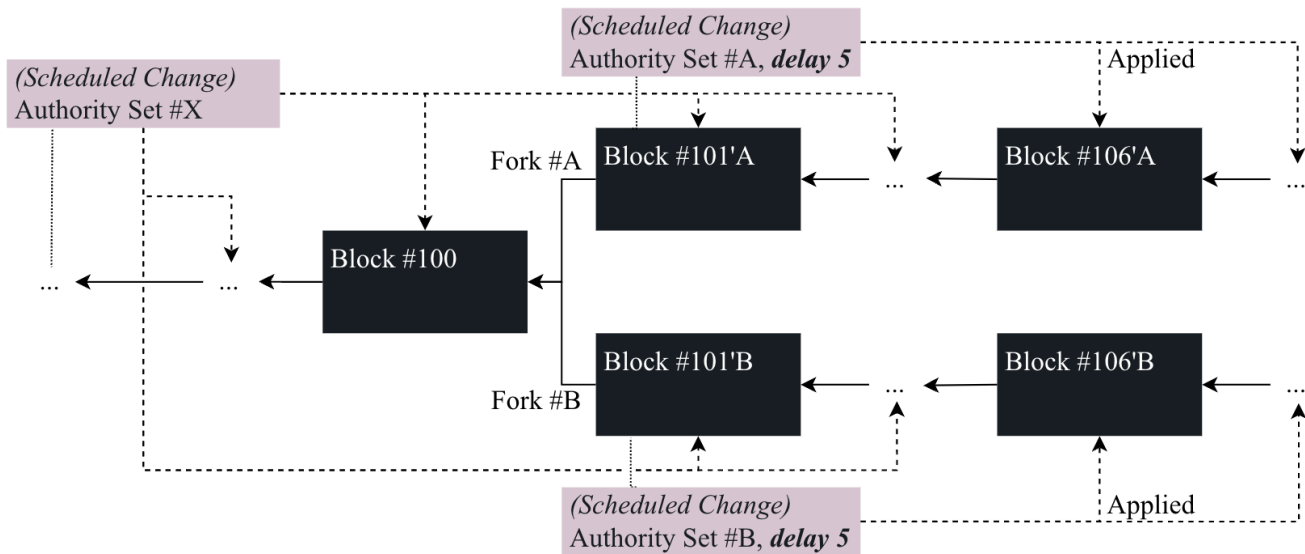 (Scheduled Change)
Authority Set #A, delay 5
(Scheduled Change)
Authority Set #X
Applied
Fork #A
Block #101'A
...
Block #106'A
...
...
...
Block #100
Fork #B
Block #101'B
...
Block #106'B
...
(Scheduled Change)
Authority Set #B, delay 5
Applied